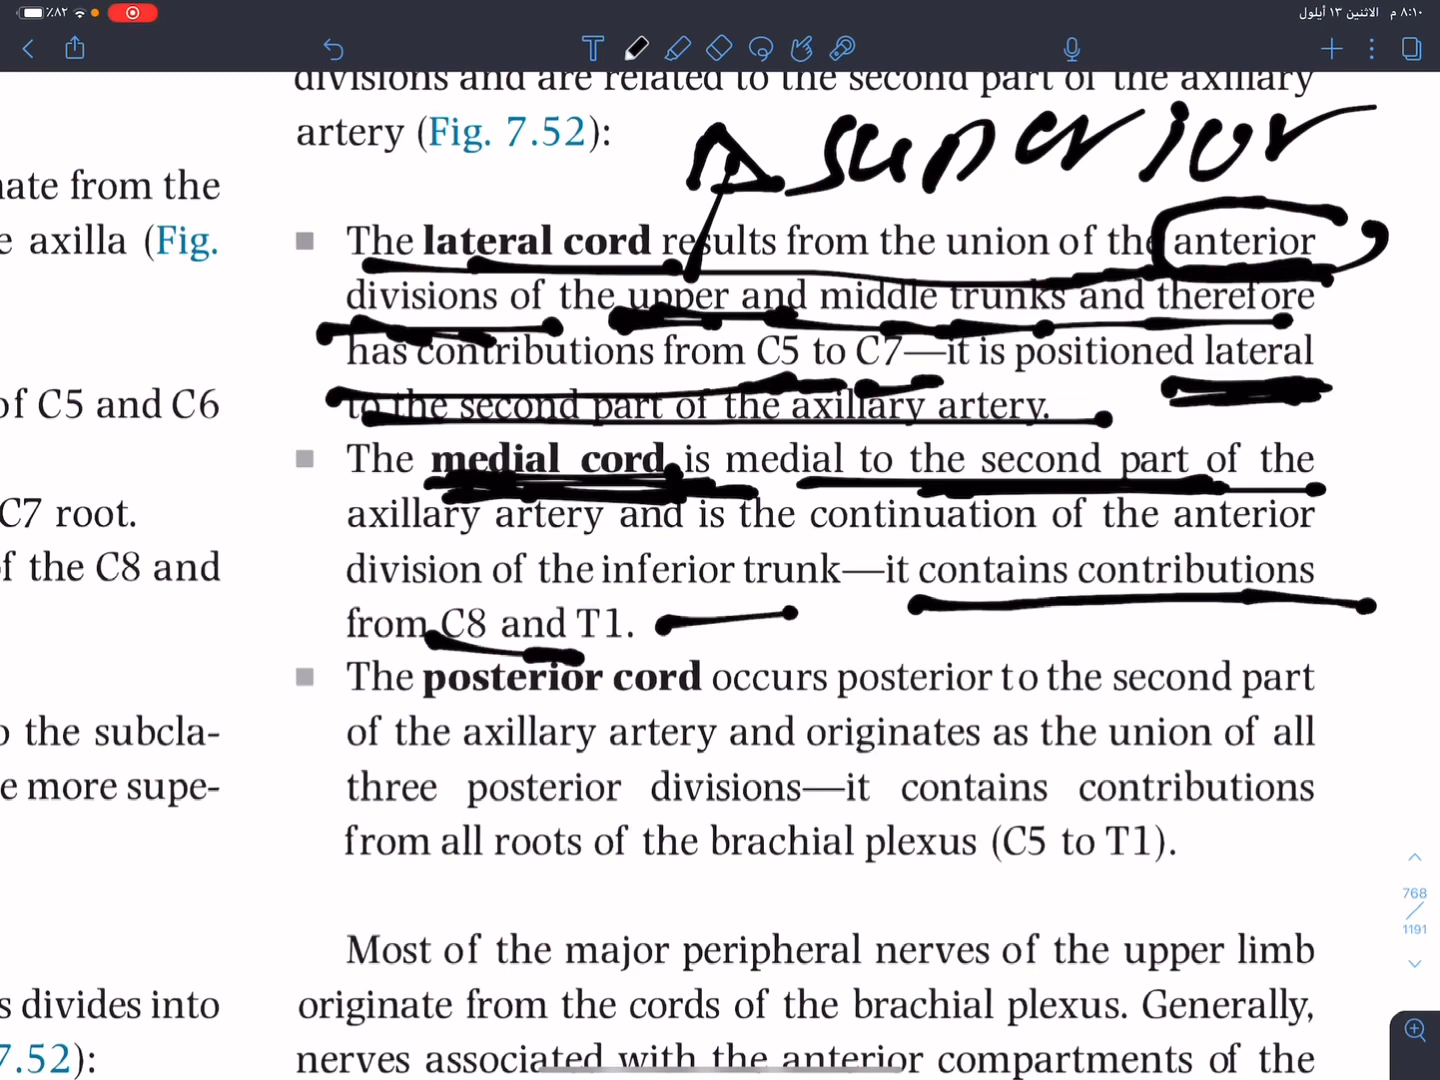 ٨:١٠ م الاثنين ١٣ أيلول
٪٨٢
ate from the
e axilla (Fig.
of C5 and C6
C7 root.
f the C8 and
o the subcla-
e more supe-
s divides into
7.52):
divisions and are related to the second part of the axillary
artery (Fig. 7.52):
superior
The lateral cord results from the union of the anterior
divisions of the upper and middle trunks and therefore
has contributions from C5 to C7—it is positioned lateral
to the second part of the axillary artery.
The medial cord is medial to the second part of the
axillary artery and is the continuation of the anterior
division of the inferior trunk—it contains contributions
from C8 and T1.
The posterior cord occurs posterior to the second part
of the axillary artery and originates as the union of all
three posterior divisions—it contains contributions
from all roots of the brachial plexus (C5 to T1).
Most of the major peripheral nerves of the upper limb
originate from the cords of the brachial plexus. Generally,
nerves associated with the anterior compartments of the
768
1191